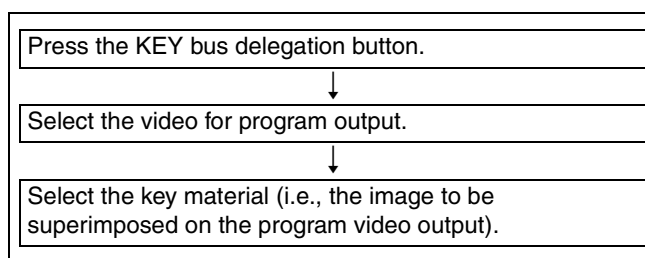 Press the KEY bus delegation button.
Select the video for program output.
Select the key material (i.e., the image to be
superimposed on the program video output).